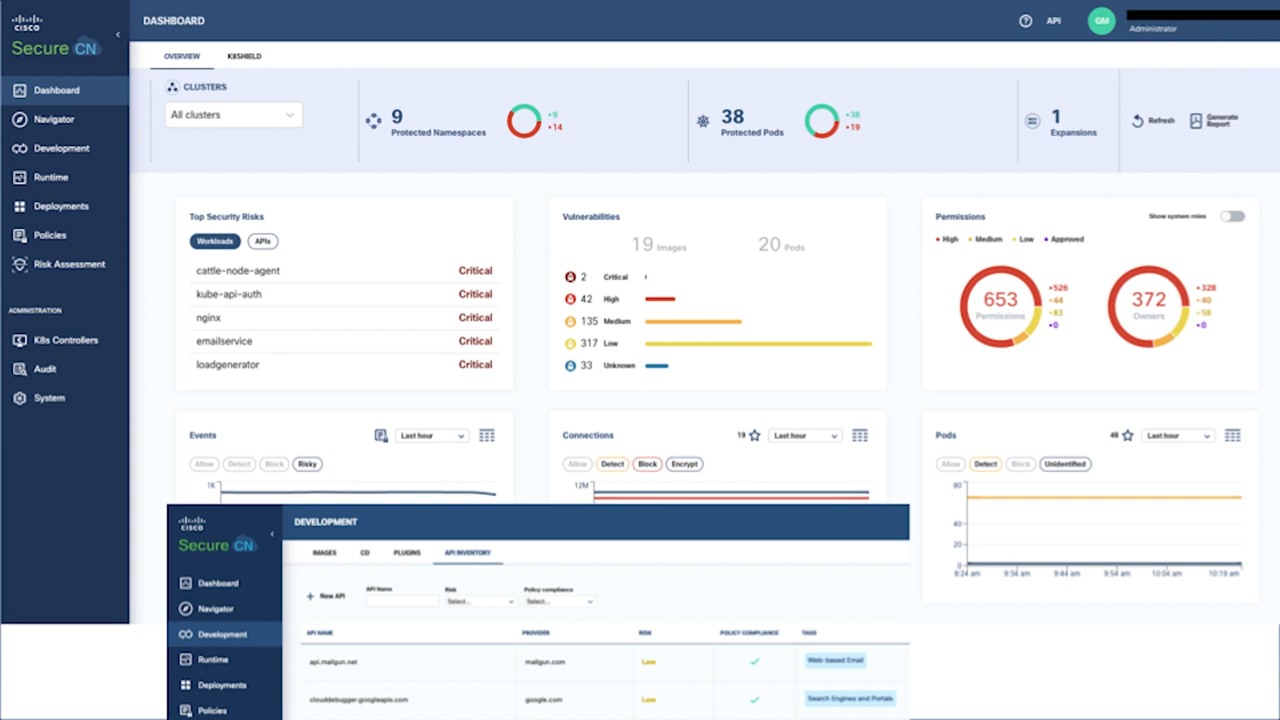 CISCO
Secure CN
DASHBOARD
API
GM
Administrator
Dashboard
Navigator
Development
Runtime
Deployments
Policies
Risk Assessment
ADMINISTRATION
K8s Controllers
Audit
System
OVERVIEW
K8SHIELD
CLUSTERS
All clusters
9
Protected Namespaces
9
14
38
Protected Pods
38
19
1
Expansions
Refresh
Generate
Report
Top Security Risks
Workloads
APIs
cattle-node-agent Critical
kube-api-auth Critical
nginx Critical
emailservice Critical
loadgenerator Critical
Vulnerabilities
19 Images
20 Pods
2 Critical
42 High
135 Medium
317 Low
33 Unknown
Permissions
Show system roles
High Medium Low Approved
653
Permissions
526
44
83
0
372
Owners
328
40
58
0
Events
Last hour
Allow Detect Block Risky
1K
Connections
19
Last hour
Allow Detect Block Encrypt
12M
Pods
48
Last hour
Allow Detect Block Unidentified
80
40
20
0
9:24 am 9:34 am 9:44 am 9:54 am 10:04 am 10:19 am
CISCO
Secure CN
Dashboard
Navigator
Development
Runtime
Deployments
Policies
DEVELOPMENT
IMAGES CD PLUGINS API INVENTORY
+ New API
API Name
Risk
Select...
Policy compliance
Select...
API NAME PROVIDER RISK POLICY COMPLIANCE TAGS
api.mailgun.net mailgun.com Low Web-based Email
clouddebugger.googleapis.com google.com Low Search Engines and Portals